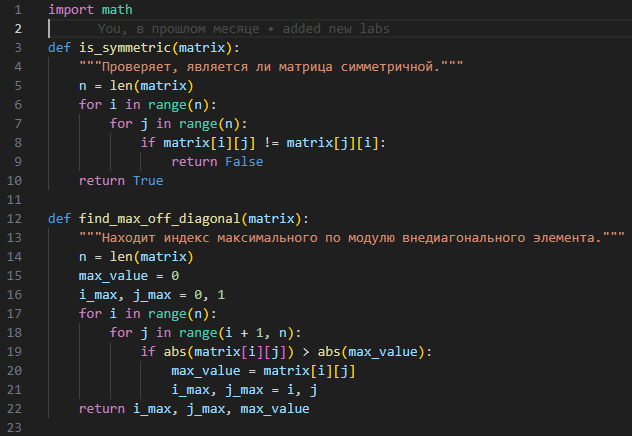 1 import math
2 You, в прошлом месяце • added new labs
3 def is_symmetric(matrix):
4     """Проверяет, является ли матрица симметричной."""
5     n = len(matrix)
6     for i in range(n):
7         for j in range(n):
8             if matrix[i][j] != matrix[j][i]:
9                 return False
10     return True
11
12 def find_max_off_diagonal(matrix):
13     """Находит индекс максимального по модулю внедиагонального элемента."""
14     n = len(matrix)
15     max_value = 0
16     i_max, j_max = 0, 1
17     for i in range(n):
18         for j in range(i + 1, n):
19             if abs(matrix[i][j]) > abs(max_value):
20                 max_value = matrix[i][j]
21                 i_max, j_max = i, j
22     return i_max, j_max, max_value
23